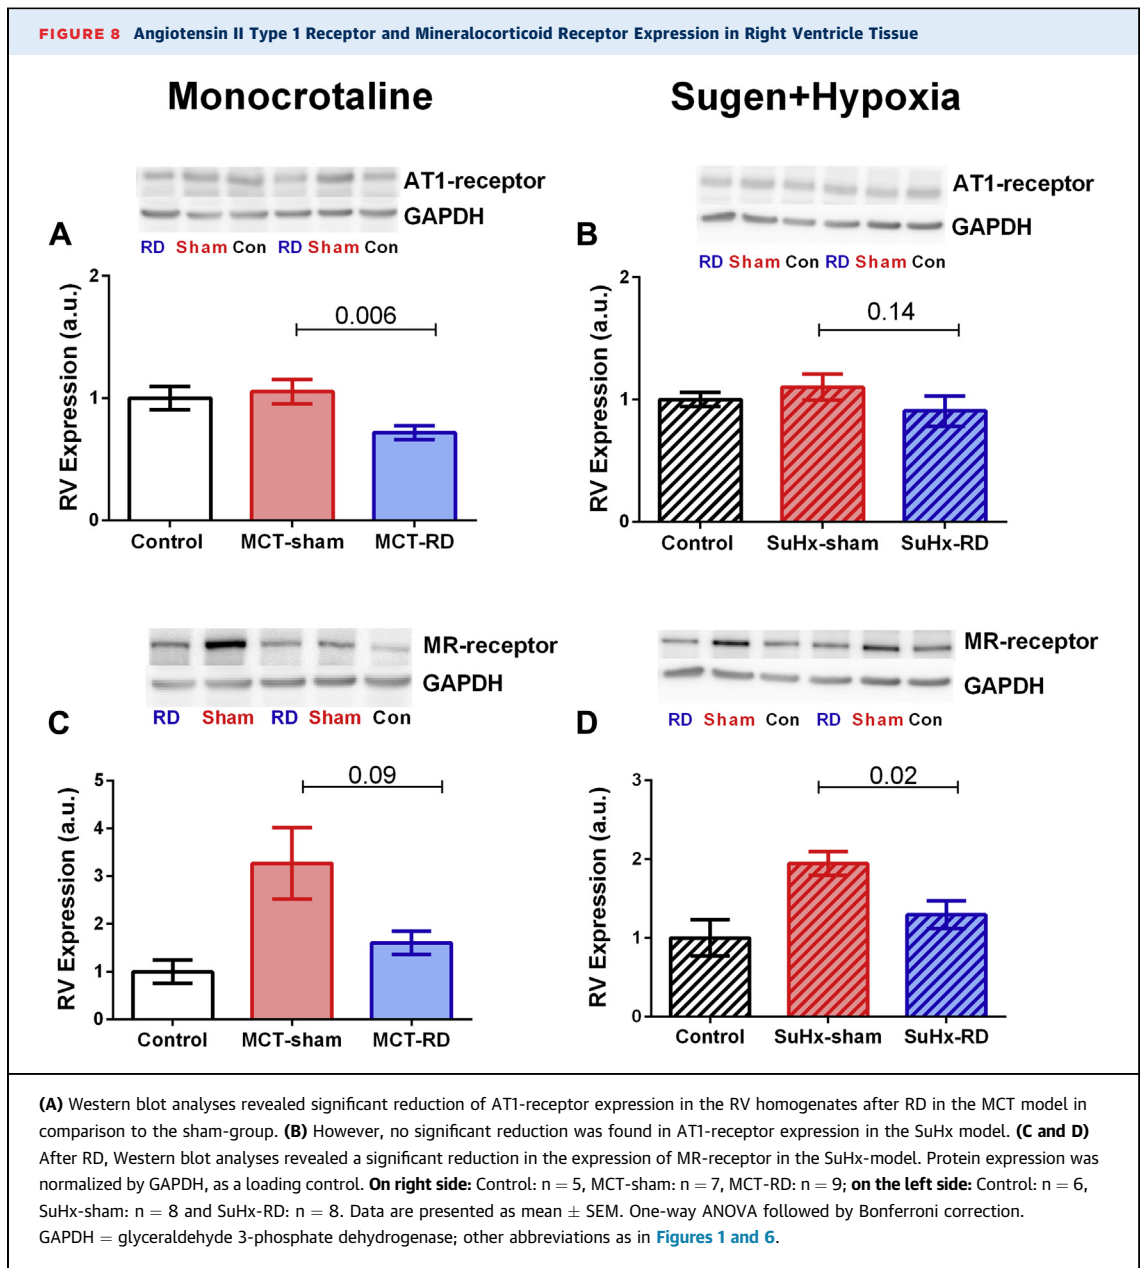 FIGURE 8 Angiotensin II Type 1 Receptor and Mineralocorticoid Receptor Expression in Right Ventricle Tissue
Monocrotaline
AT1-receptor
GAPDH
RD Sham Con RD Sham Con
A
2
1
0
RV Expression (a.u.)
0.006
Control MCT-sham MCT-RD
Sugen+Hypoxia
AT1-receptor
GAPDH
RD Sham Con RD Sham Con
B
2
1
0
RV Expression (a.u.)
0.14
Control SuHx-sham SuHx-RD
MR-receptor
GAPDH
RD Sham RD Sham Con
C
5
4
3
2
1
0
RV Expression (a.u.)
0.09
Control MCT-sham MCT-RD
MR-receptor
GAPDH
RD Sham Con RD Sham Con
D
3
2
1
0
RV Expression (a.u.)
0.02
Control SuHx-sham SuHx-RD
(A) Western blot analyses revealed significant reduction of AT1-receptor expression in the RV homogenates after RD in the MCT model in
comparison to the sham-group. (B) However, no significant reduction was found in AT1-receptor expression in the SuHx model. (C and D)
After RD, Western blot analyses revealed a significant reduction in the expression of MR-receptor in the SuHx-model. Protein expression was
normalized by GAPDH, as a loading control. On right side: Control: n = 5, MCT-sham: n = 7, MCT-RD: n = 9; on the left side: Control: n = 6,
SuHx-sham: n = 8 and SuHx-RD: n = 8. Data are presented as mean ± SEM. One-way ANOVA followed by Bonferroni correction.
GAPDH = glyceraldehyde 3-phosphate dehydrogenase; other abbreviations as in Figures 1 and 6.